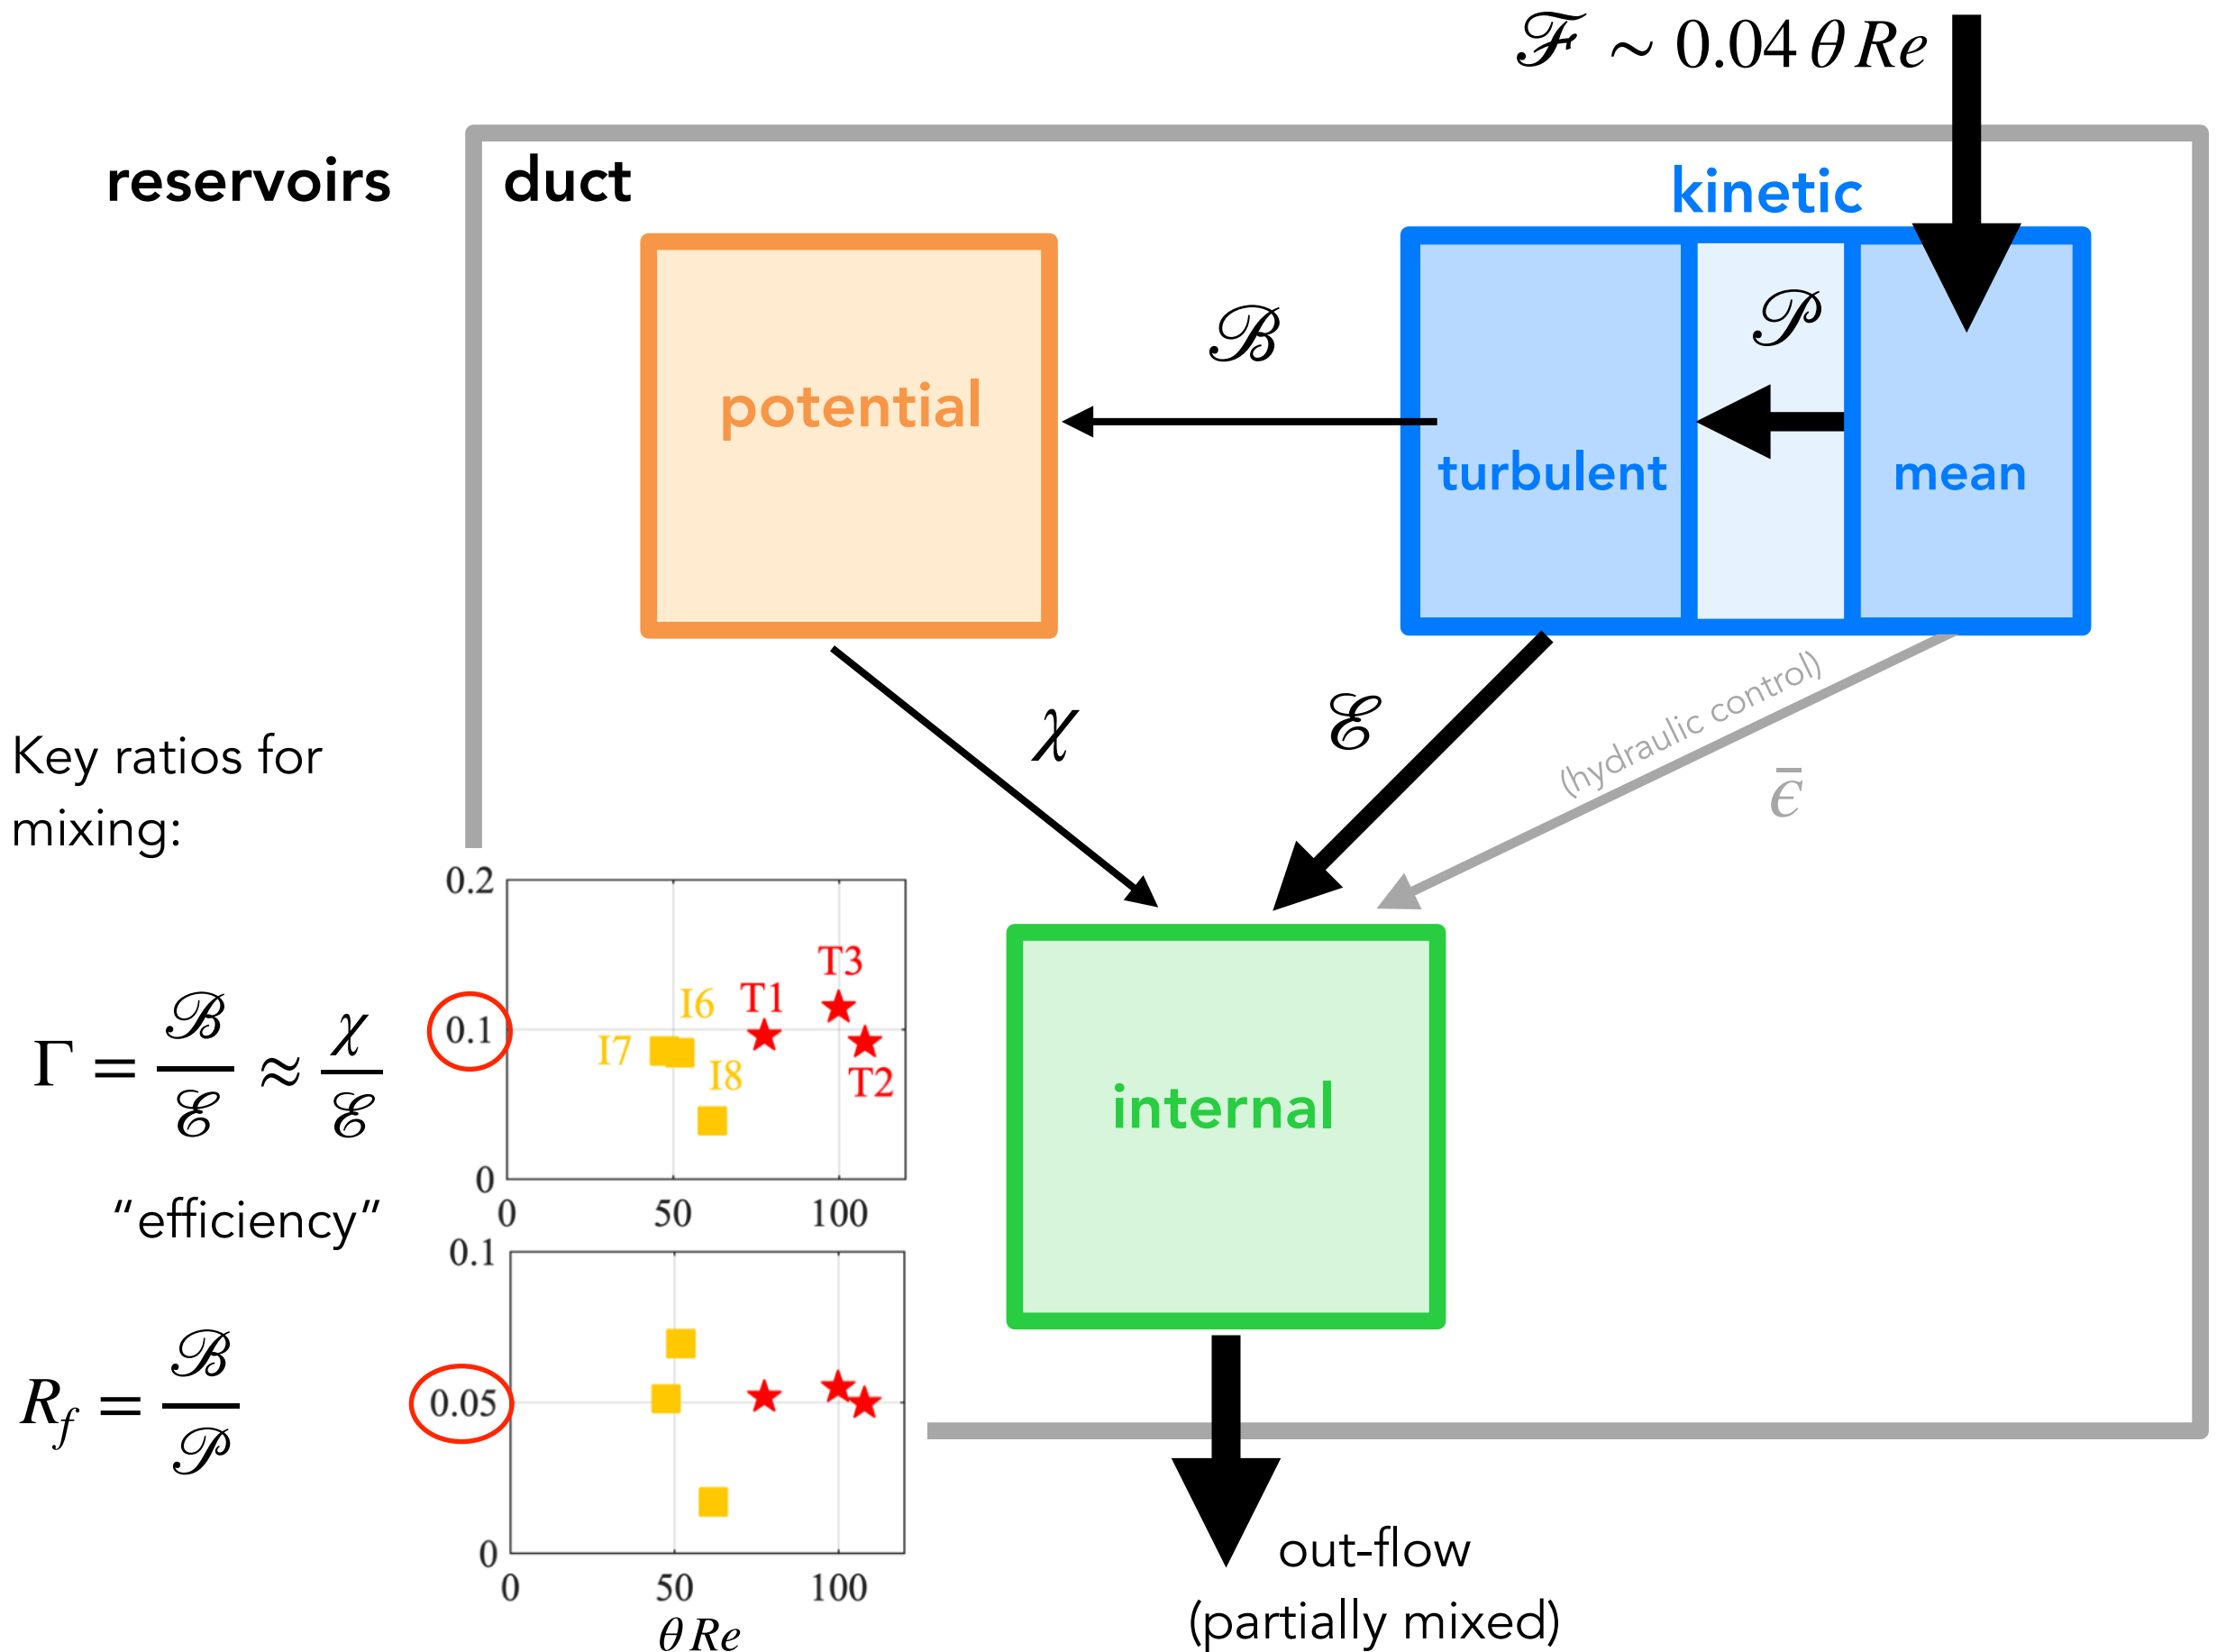 ℱ ~ 0.04 θ Re
reservoirs
duct
kinetic
ℬ
𝒫
potential
turbulent
mean
χ
ℰ
(hydraulic control)
ϵ̄
Key ratios for
mixing:
0.2
0.1
0
0
50
100
I7
I6
I8
T1
T3
T2
Γ = ℬ/ℰ ≈ χ/ℰ
“efficiency”
internal
0.1
0.05
0
0
50
100
θ Re
R_f = ℬ/𝒫
out-flow
(partially mixed)